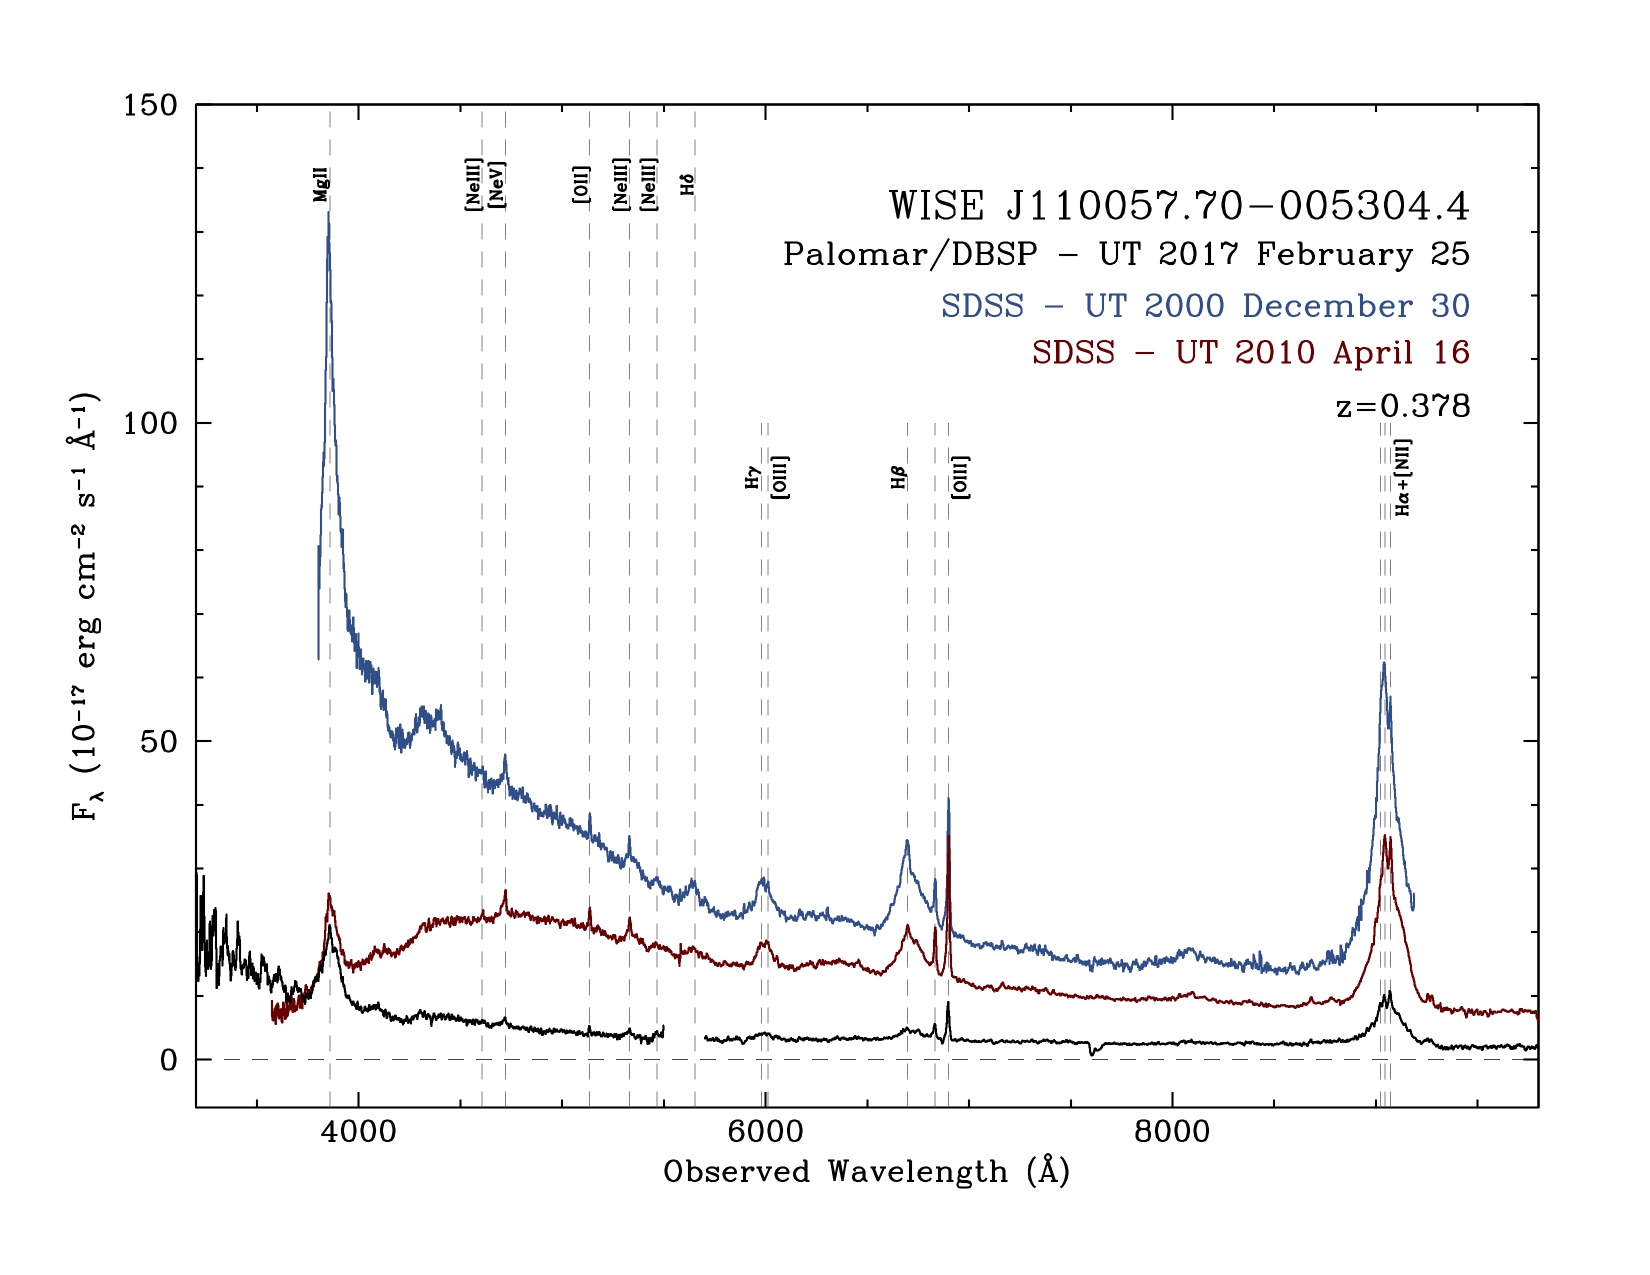 150
100
50
0
F_λ (10⁻¹⁷ erg cm⁻² s⁻¹ Å⁻¹)
MgII
[NeIII]
[NeV]
[OII]
[NeIII]
[NeIII]
Hδ
WISE J110057.70−005304.4
Palomar/DBSP − UT 2017 February 25
SDSS − UT 2000 December 30
SDSS − UT 2010 April 16
z=0.378
Hγ
[OIII]
Hβ
[OIII]
Hα+[NII]
4000
6000
8000
Observed Wavelength (Å)